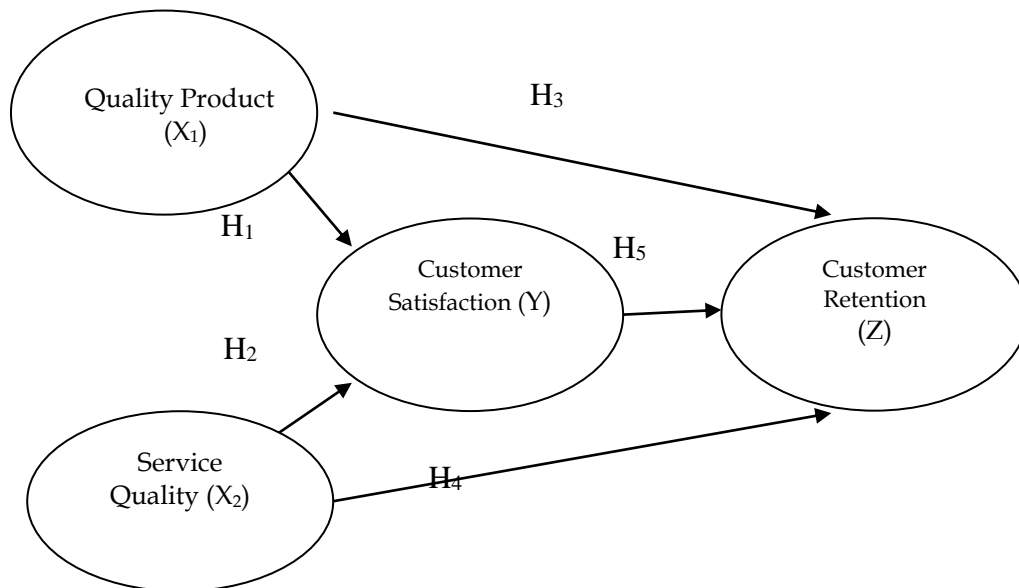 Quality Product
(X₁)
H₃
H₁
Customer
Satisfaction (Y)
H₅
Customer
Retention
(Z)
H₂
Service
Quality (X₂)
H₄